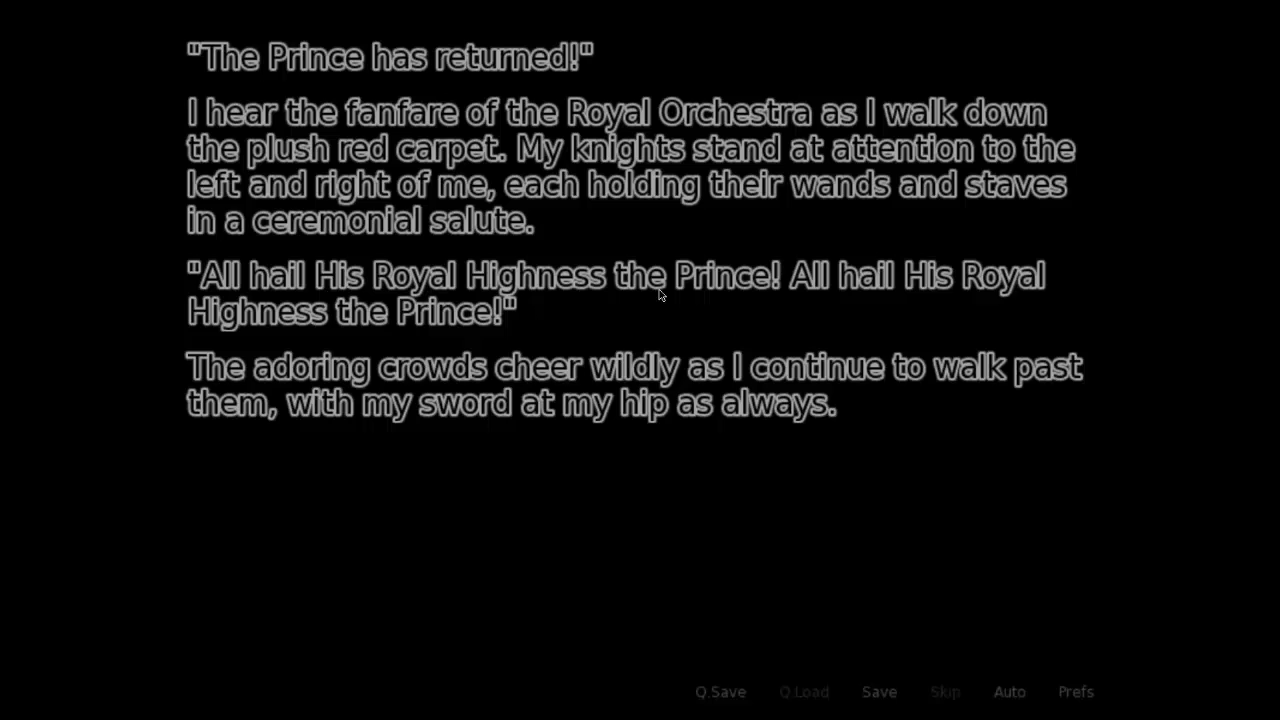 "The Prince has returned!"
I hear the fanfare of the Royal Orchestra as I walk down
the plush red carpet. My knights stand at attention to the
left and right of me, each holding their wands and staves
in a ceremonial salute.
"All hail His Royal Highness the Prince! All hail His Royal
Highness the Prince!"
The adoring crowds cheer wildly as I continue to walk past
them, with my sword at my hip as always.
Q.Save Q.Load Save Skip Auto Prefs